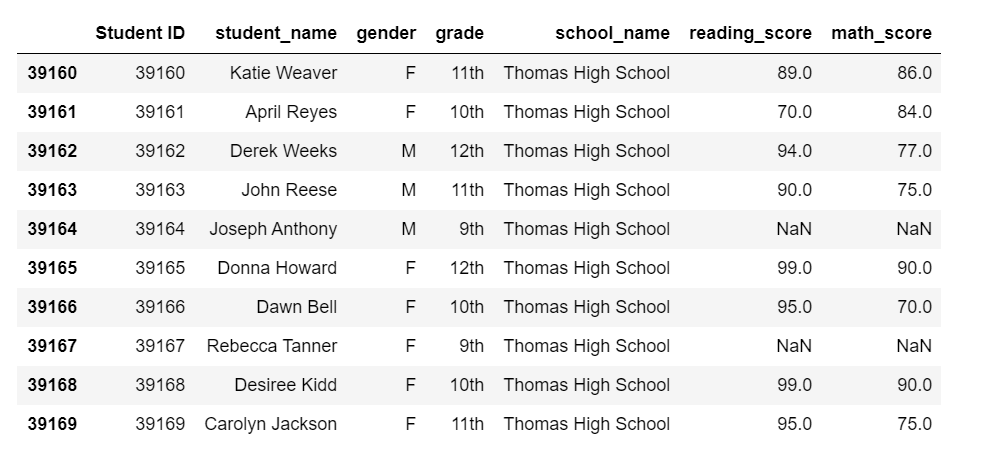 Student ID student_name gender grade school_name reading_score math_score
39160 39160 Katie Weaver F 11th Thomas High School 89.0 86.0
39161 39161 April Reyes F 10th Thomas High School 70.0 84.0
39162 39162 Derek Weeks M 12th Thomas High School 94.0 77.0
39163 39163 John Reese M 11th Thomas High School 90.0 75.0
39164 39164 Joseph Anthony M 9th Thomas High School NaN NaN
39165 39165 Donna Howard F 12th Thomas High School 99.0 90.0
39166 39166 Dawn Bell F 10th Thomas High School 95.0 70.0
39167 39167 Rebecca Tanner F 9th Thomas High School NaN NaN
39168 39168 Desiree Kidd F 10th Thomas High School 99.0 90.0
39169 39169 Carolyn Jackson F 11th Thomas High School 95.0 75.0